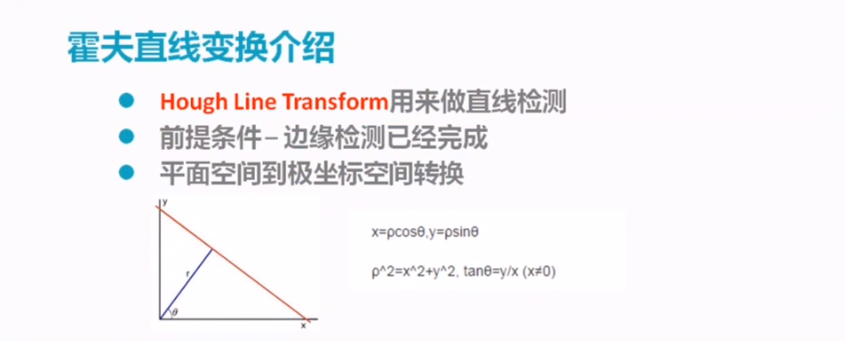 霍夫直线变换介绍
Hough Line Transform用来做直线检测
前提条件 – 边缘检测已经完成
平面空间到极坐标空间转换
y
r
θ
x
x=ρcosθ,y=ρsinθ
ρ^2=x^2+y^2, tanθ=y/x (x≠0)